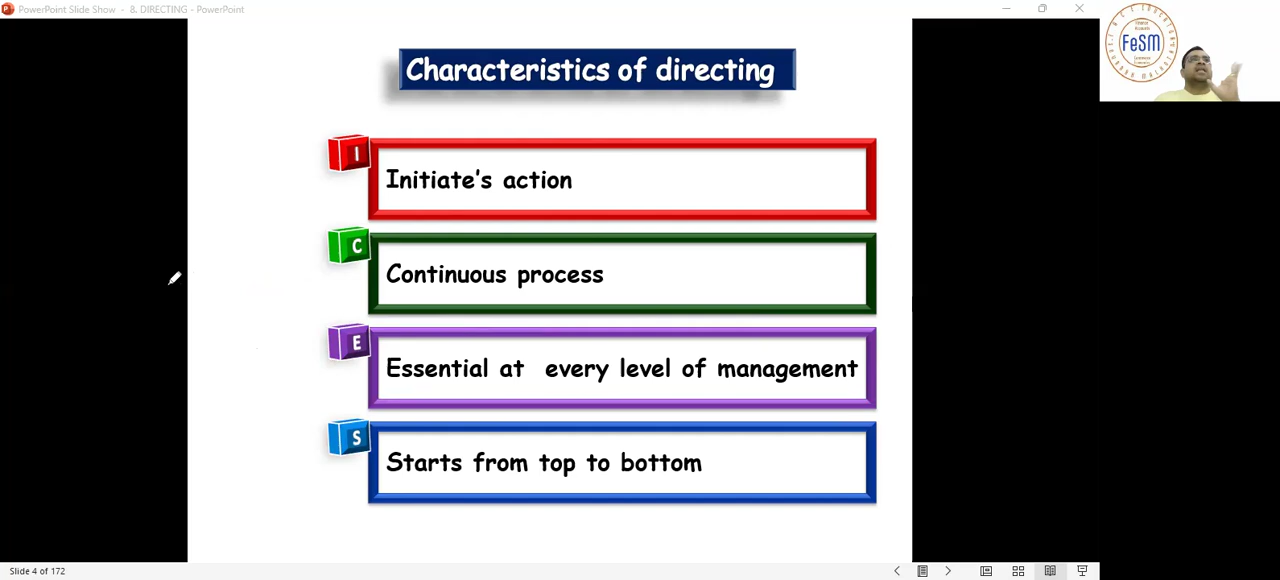 PowerPoint Slide Show - 8. DIRECTING - PowerPoint
FeSM
Characteristics of directing
I
Initiate's action
C
Continuous process
E
Essential at every level of management
S
Starts from top to bottom
Slide 4 of 172